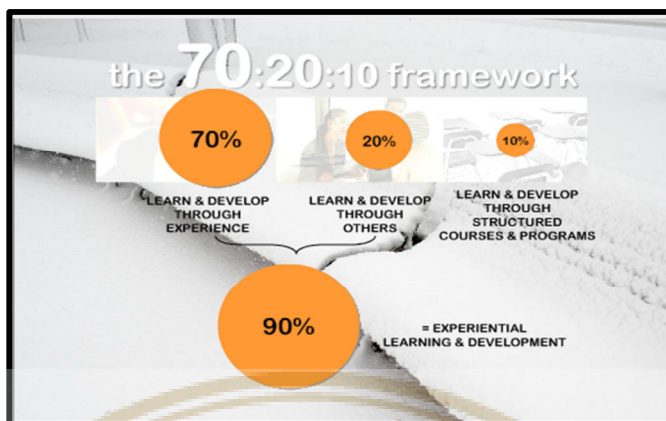 the 70:20:10 framework
70%
20%
10%
LEARN & DEVELOP
THROUGH
EXPERIENCE
LEARN & DEVELOP
THROUGH
OTHERS
LEARN & DEVELOP
THROUGH
STRUCTURED
COURSES & PROGRAMS
90%
= EXPERIENTIAL
LEARNING & DEVELOPMENT